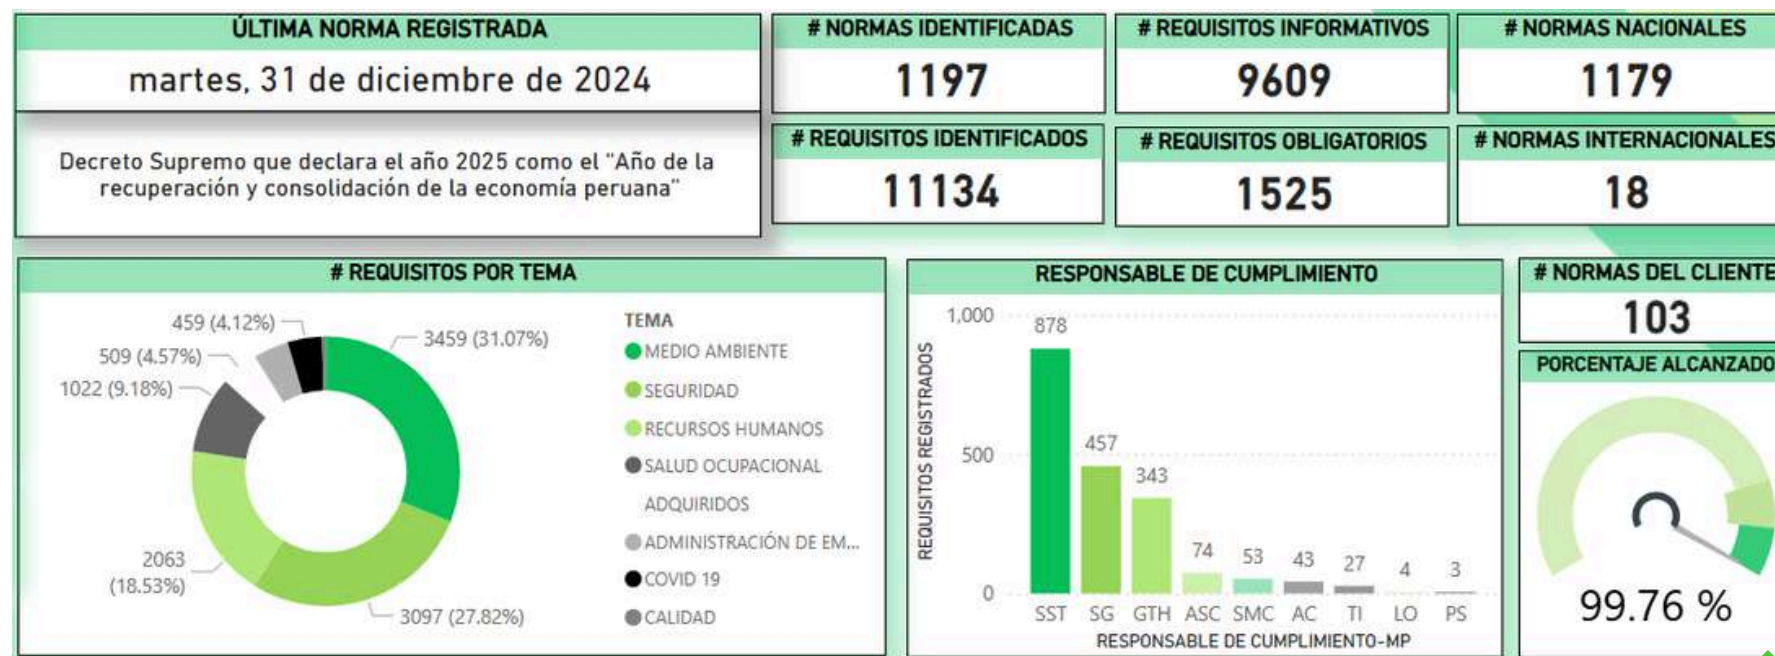 ÚLTIMA NORMA REGISTRADA
martes, 31 de diciembre de 2024
Decreto Supremo que declara el año 2025 como el "Año de la
recuperación y consolidación de la economía peruana"
# NORMAS IDENTIFICADAS
1197
# REQUISITOS INFORMATIVOS
9609
# NORMAS NACIONALES
1179
# REQUISITOS IDENTIFICADOS
11134
# REQUISITOS OBLIGATORIOS
1525
# NORMAS INTERNACIONALES
18
# REQUISITOS POR TEMA
459 (4.12%)
509 (4.57%)
1022 (9.18%)
2063
(18.53%)
3459 (31.07%)
3097 (27.82%)
TEMA
MEDIO AMBIENTE
SEGURIDAD
RECURSOS HUMANOS
SALUD OCUPACIONAL
ADQUIRIDOS
ADMINISTRACIÓN DE EM...
COVID 19
CALIDAD
RESPONSABLE DE CUMPLIMIENTO
REQUISITOS REGISTRADOS
1,000
500
0
878
457
343
74
53
43
27
4
3
SST SG GTH ASC SMC AC TI LO PS
RESPONSABLE DE CUMPLIMIENTO-MP
# NORMAS DEL CLIENTE
103
PORCENTAJE ALCANZADO
99.76 %